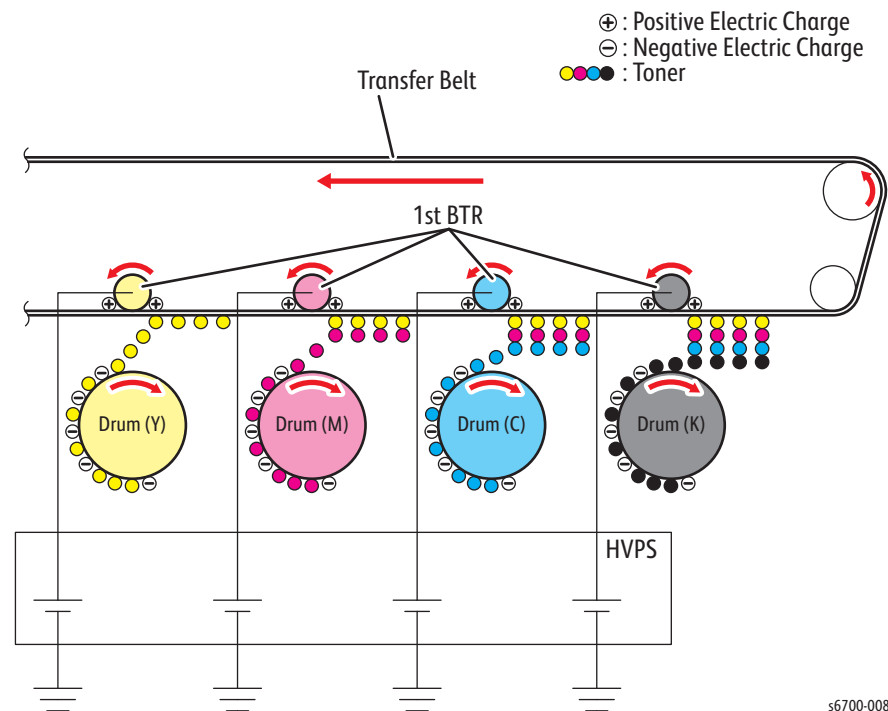 ⊕ : Positive Electric Charge
⊖ : Negative Electric Charge
: Toner
Transfer Belt
1st BTR
Drum (Y)
Drum (M)
Drum (C)
Drum (K)
HVPS
s6700-008